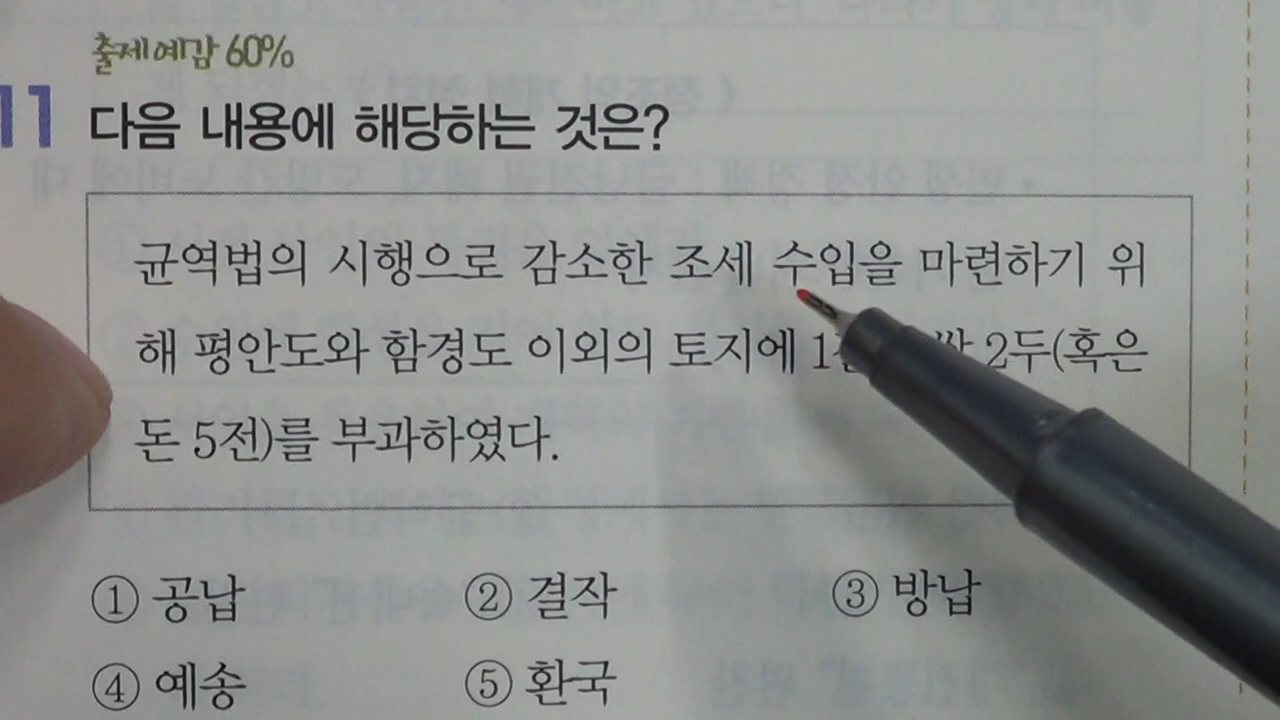 출제예감 60%
11 다음 내용에 해당하는 것은?
균역법의 시행으로 감소한 조세 수입을 마련하기 위
해 평안도와 함경도 이외의 토지에 2두(혹은
돈 5전)를 부과하였다.
① 공납 ② 결작 ③ 방납
④ 예송 ⑤ 환국